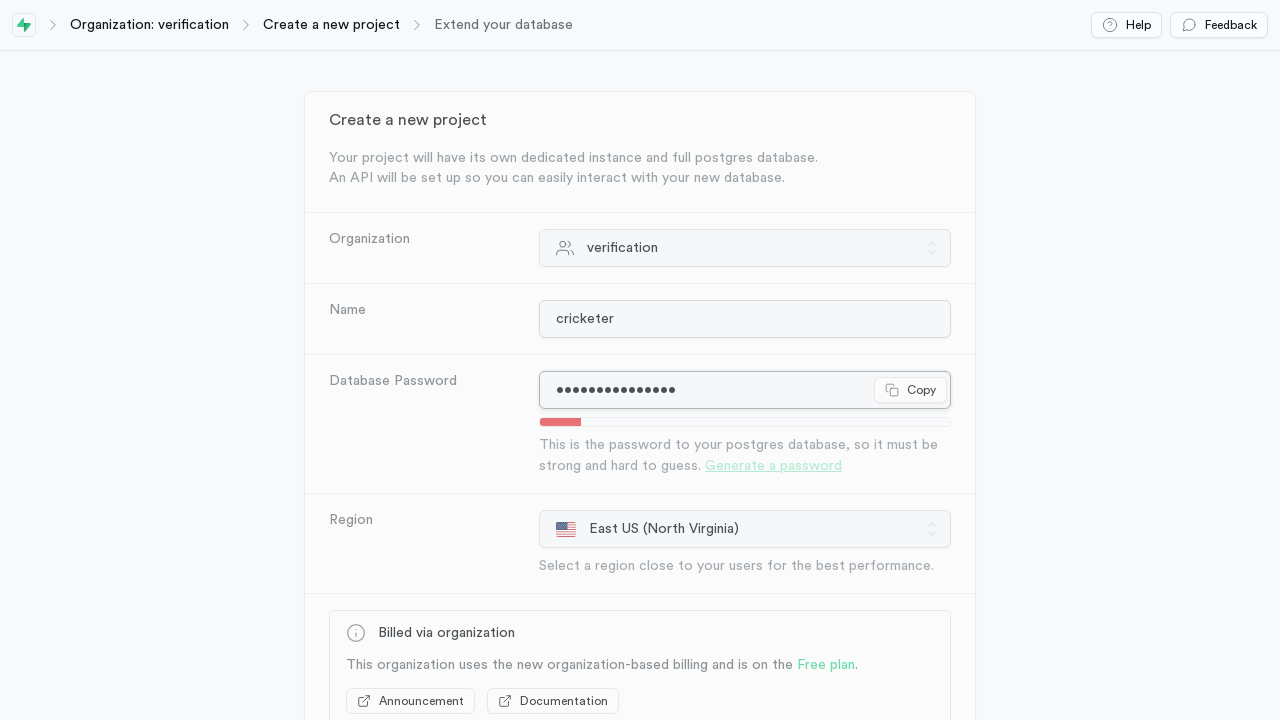 Organization: verification
Create a new project
Extend your database
Help
Feedback
Create a new project
Your project will have its own dedicated instance and full postgres database.
An API will be set up so you can easily interact with your new database.
Organization
verification
Name
cricketer
Database Password
•••••••••••••••
Copy
This is the password to your postgres database, so it must be
strong and hard to guess. Generate a password
Region
East US (North Virginia)
Select a region close to your users for the best performance.
Billed via organization
This organization uses the new organization-based billing and is on the Free plan.
Announcement
Documentation